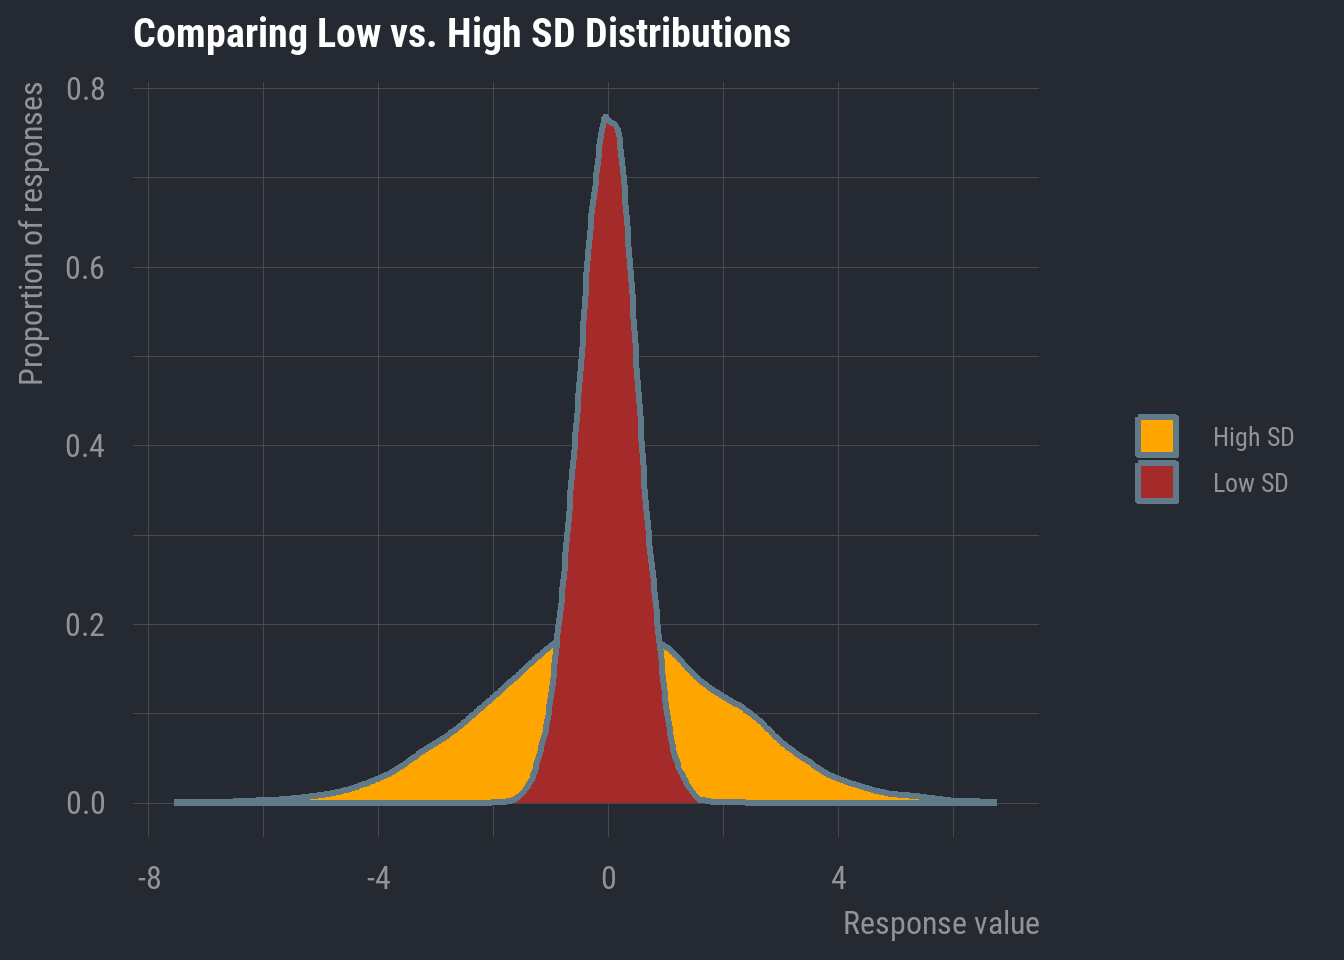 Comparing Low vs. High SD Distributions
Proportion of responses
0.8
0.6
0.4
0.2
0.0
-8
-4
0
4
Response value
High SD
Low SD